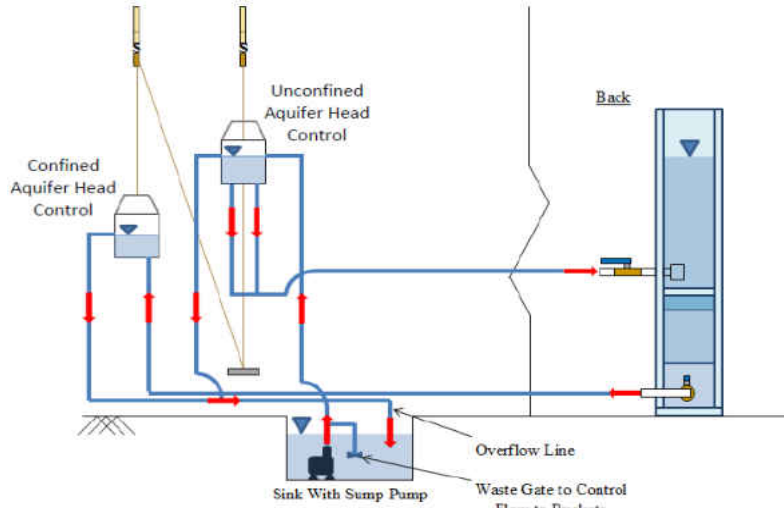 Unconfined
Aquifer Head
Control
Back
Confined
Aquifer Head
Control
Overflow Line
Sink With Sump Pump
Waste Gate to Control